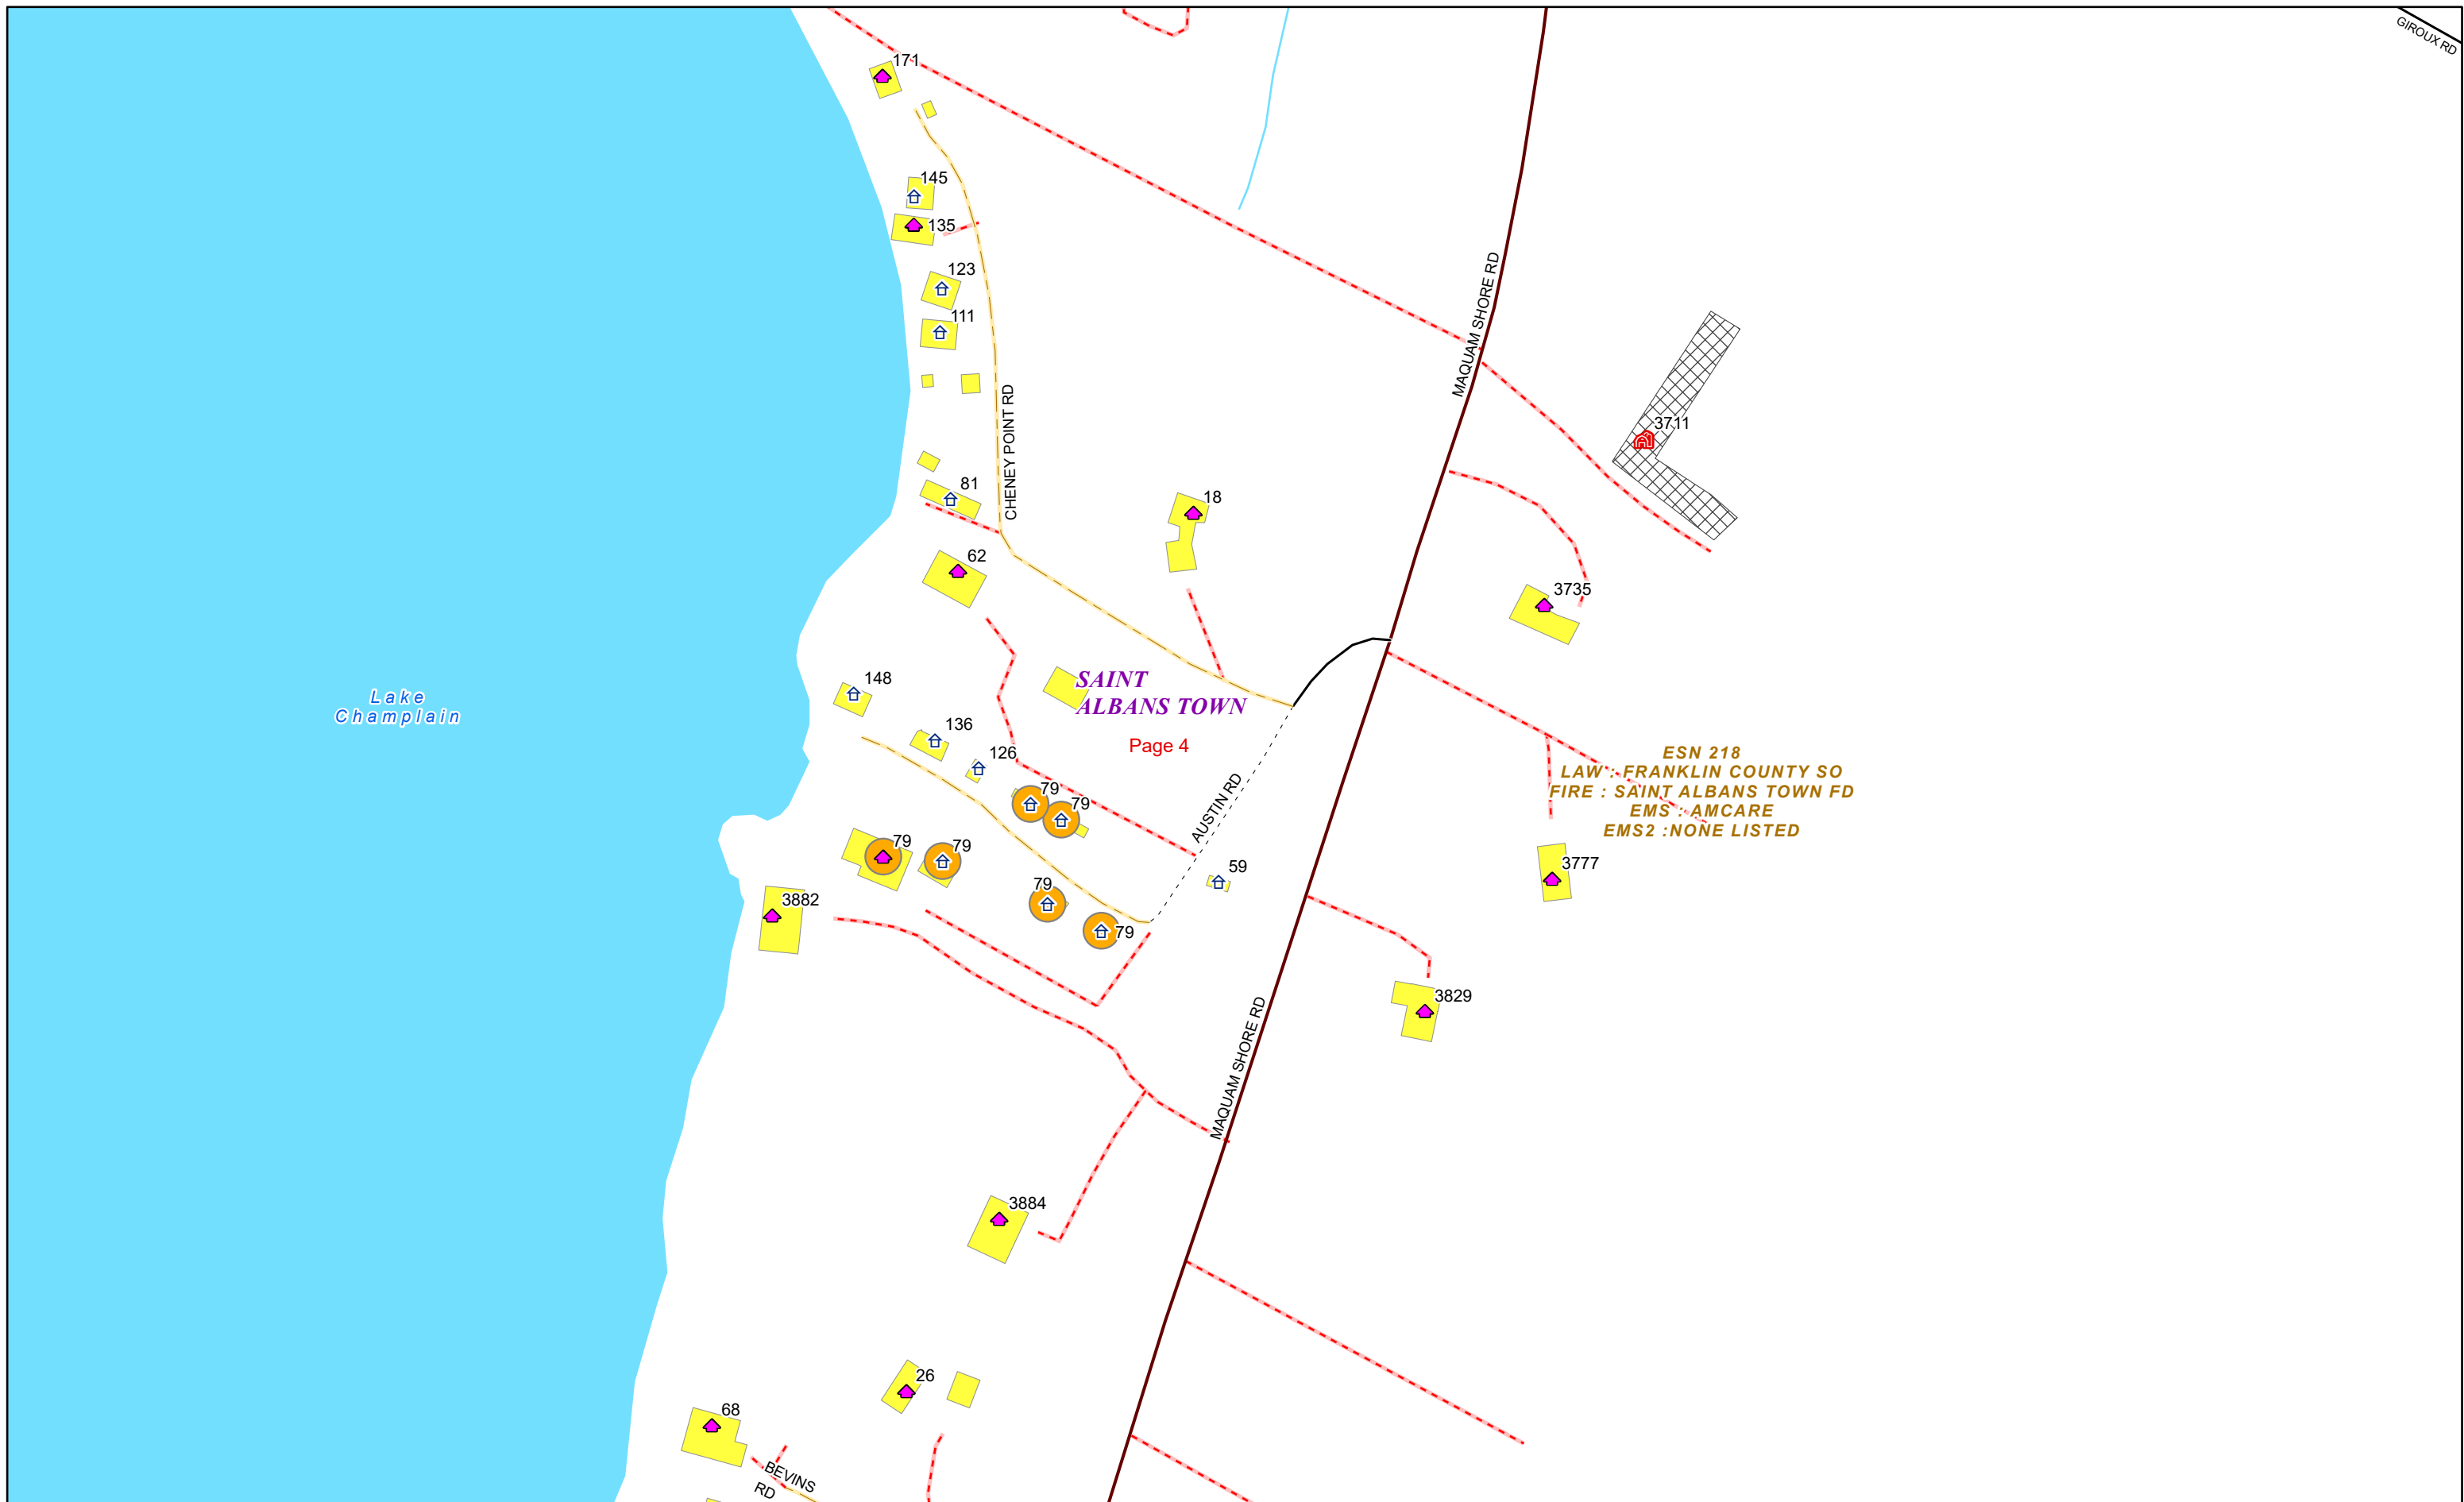 GIROUX RD
171
145
135
123
111
MAQUAM SHORE RD
CHENEY POINT RD
3711
81
18
62
3735
148
SAINT
ALBANS TOWN
Lake
Champlain
136
126
Page 4
ESN 218
LAW : FRANKLIN COUNTY SO
FIRE : SAINT ALBANS TOWN FD
EMS : AMCARE
EMS2 :NONE LISTED
79
79
AUSTIN RD
79
79
59
3777
79
3882
79
3829
MAQUAM SHORE RD
3884
26
68
BEVINS
RD